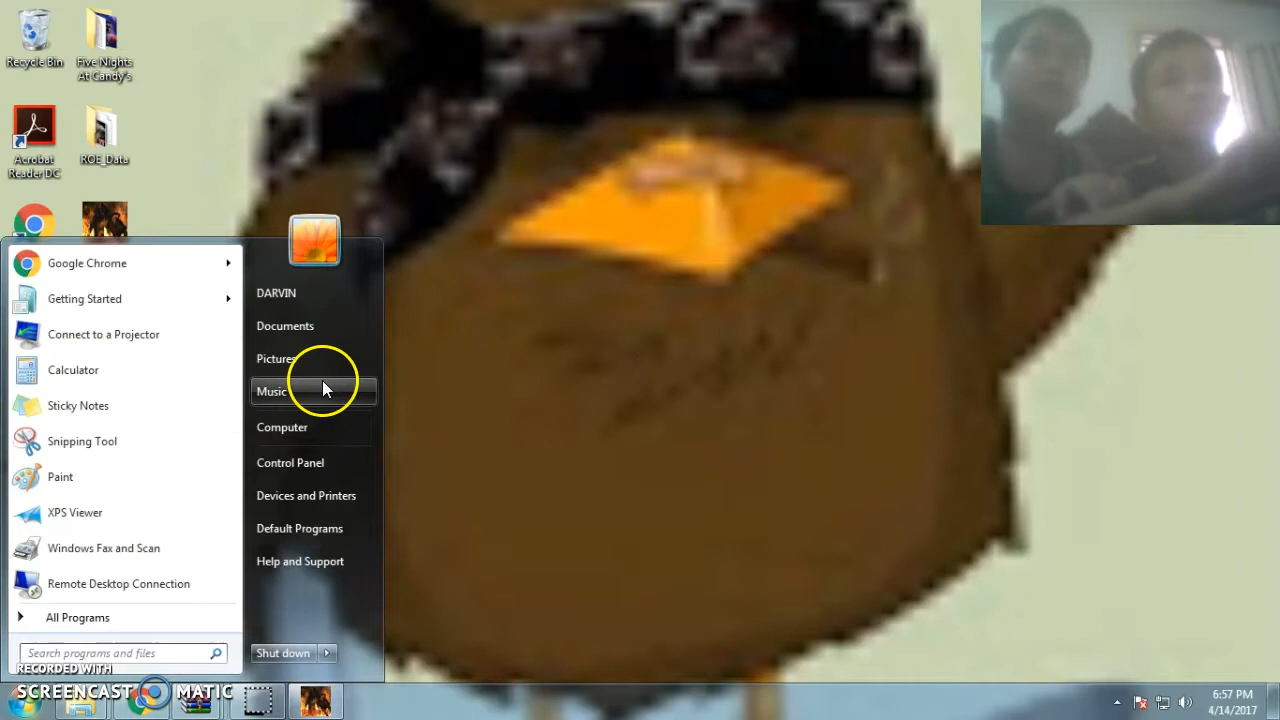 Recycle Bin
Five Nights
At Candy's
Acrobat
Reader DC
ROE_Data
Google Chrome
Getting Started
Connect to a Projector
Calculator
Sticky Notes
Snipping Tool
Paint
XPS Viewer
Windows Fax and Scan
Remote Desktop Connection
All Programs
Search programs and files
DARVIN
Documents
Pictures
Music
Computer
Control Panel
Devices and Printers
Default Programs
Help and Support
Shut down
RECORDED WITH
SCREENCAST MATIC
6:57 PM
4/14/2017